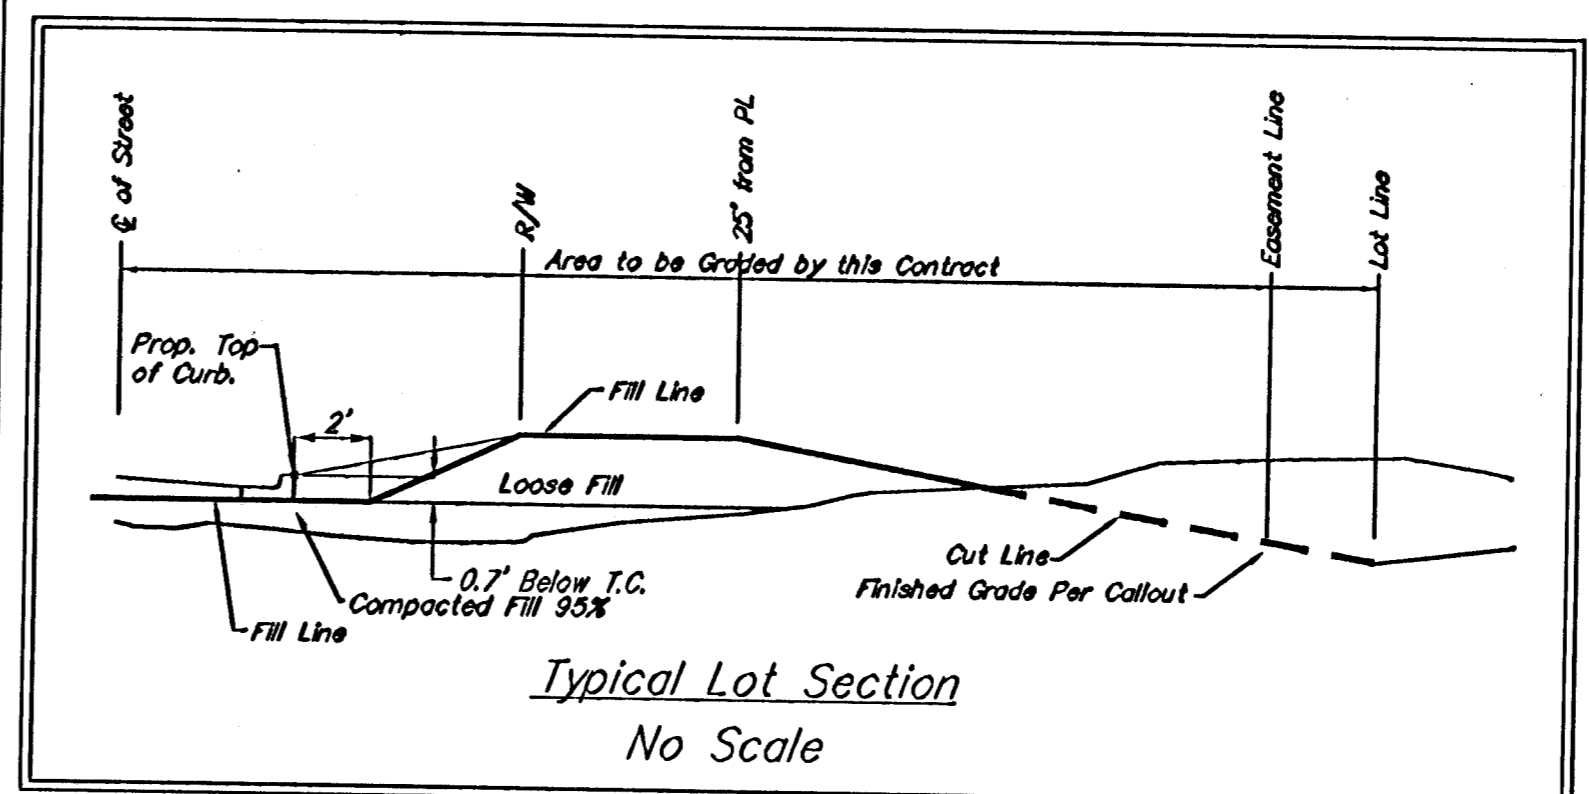 ℄ of Street
R/W
25' from PL
Easement Line
Lot Line
Area to be Graded by this Contract
Prop. Top
of Curb.
2'
Fill Line
Loose Fill
0.7' Below T.C.
Compacted Fill 95%
Fill Line
Cut Line
Finished Grade Per Callout
Typical Lot Section
No Scale